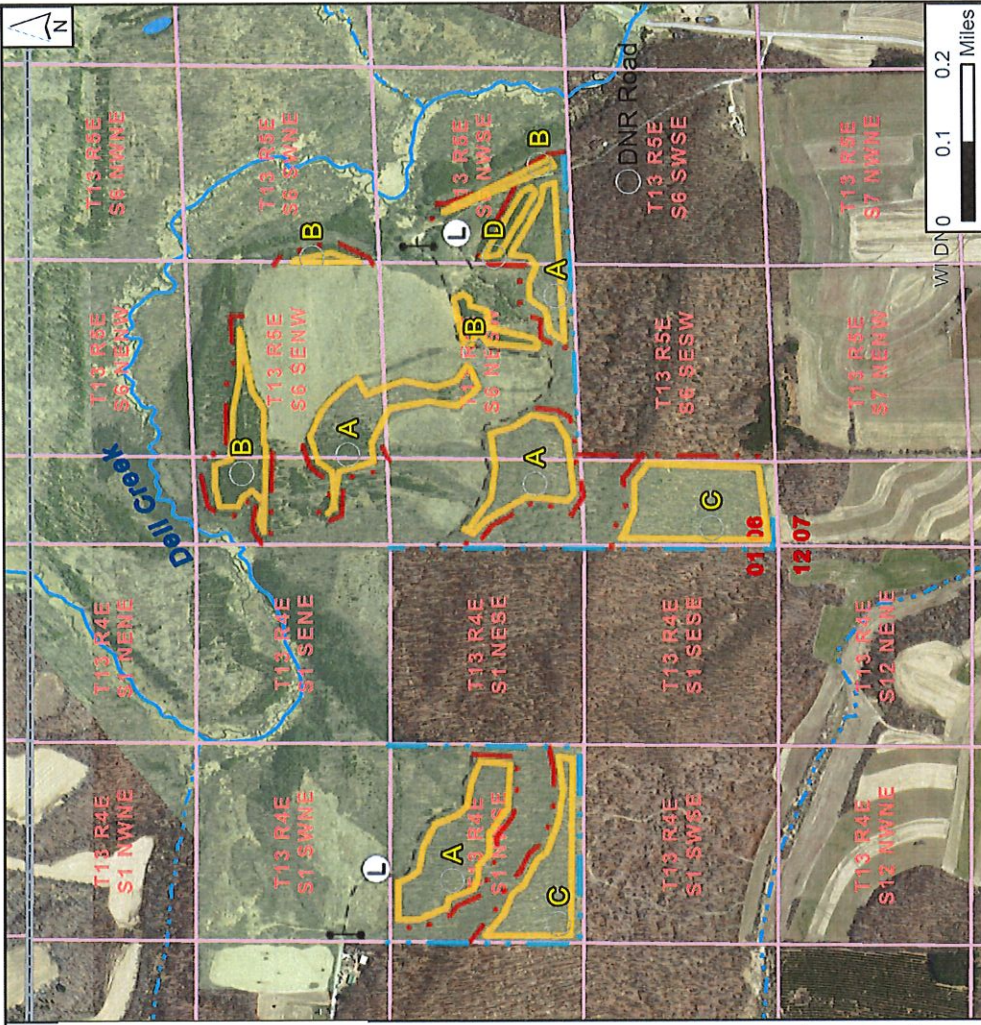 N
T13 R4E
S1 NWNE
T13 R4E
S1 NENE
Dell Creek
T13 R5E
S6 NENW
T13 R5E
S6 NWNE
T13 R4E
S1 SWNE
T13 R4E
S1 SENE
B
T13 R5E
S6 SENW
A
B
T13 R5E
S6 SWNE
L
A
T13 R4E
C
T13 R4E
S1 NESE
A
S6 NESW
B
L
D
A
T13 R5E
S6 NWSE
B
T13 R4E
S1 SWSE
T13 R4E
S1 SESE
C
T13 R5E
S6 SESW
T13 R5E
S6 SWSE
DNR Road
01 06
12 07
T13 R4E
S12 NWNE
T13 R4E
S12 NENE
T13 R5E
S7 NENW
T13 R5E
S7 NWNE
0 0.1 0.2
Miles